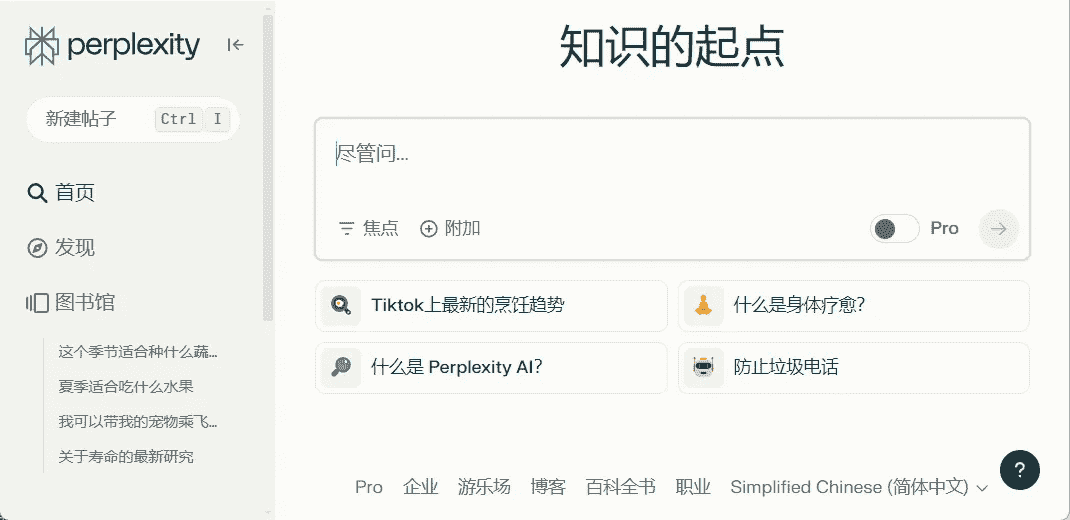 perplexity
新建帖子 Ctrl I
首页
发现
图书馆
这个季节适合种什么蔬...
夏季适合吃什么水果
我可以带我的宠物乘飞...
关于寿命的最新研究
知识的起点
尽管问...
焦点 附加 Pro
Tiktok上最新的烹饪趋势
什么是身体疗愈?
什么是 Perplexity AI?
防止垃圾电话
?
Pro 企业 游乐场 博客 百科全书 职业 Simplified Chinese (简体中文)